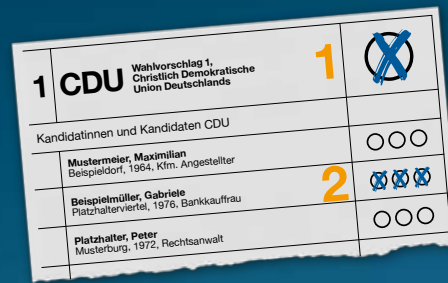 1 CDU Wahlvorschlag 1,
Christlich Demokratische
Union Deutschlands
1
Kandidatinnen und Kandidaten CDU
Mustermeier, Maximilian
Beispieldorf, 1964, Kfm. Angestellter
Beispielmüller, Gabriele
Platzhalterviertel, 1976, Bankkauffrau
2
Platzhalter, Peter
Musterburg, 1972, Rechtsanwalt